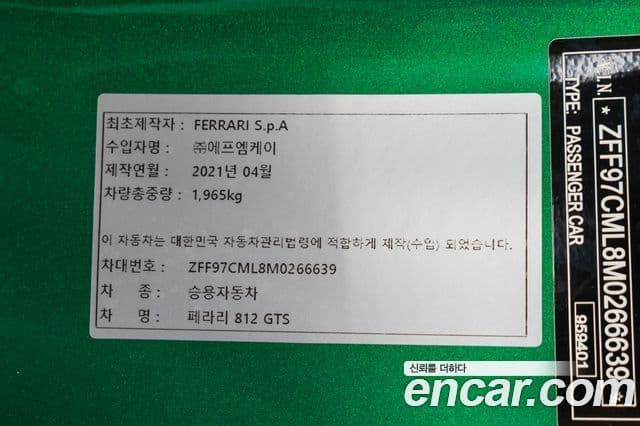 최초제작자 : FERRARI S.p.A
수입자명 : ㈜에프엠케이
제작연월 : 2021년 04월
차량총중량 : 1,965kg
이 자동차는 대한민국 자동차관리법령에 적합하게 제작(수입) 되었습니다.
차대번호 : ZFF97CML8M0266639
차 종 : 승용자동차
차 명 : 페라리 812 GTS
V.I.N. * ZFF97CML8M0266639 *
TYPE: PASSENGER CAR
959401
신뢰를 더하다
encar.com